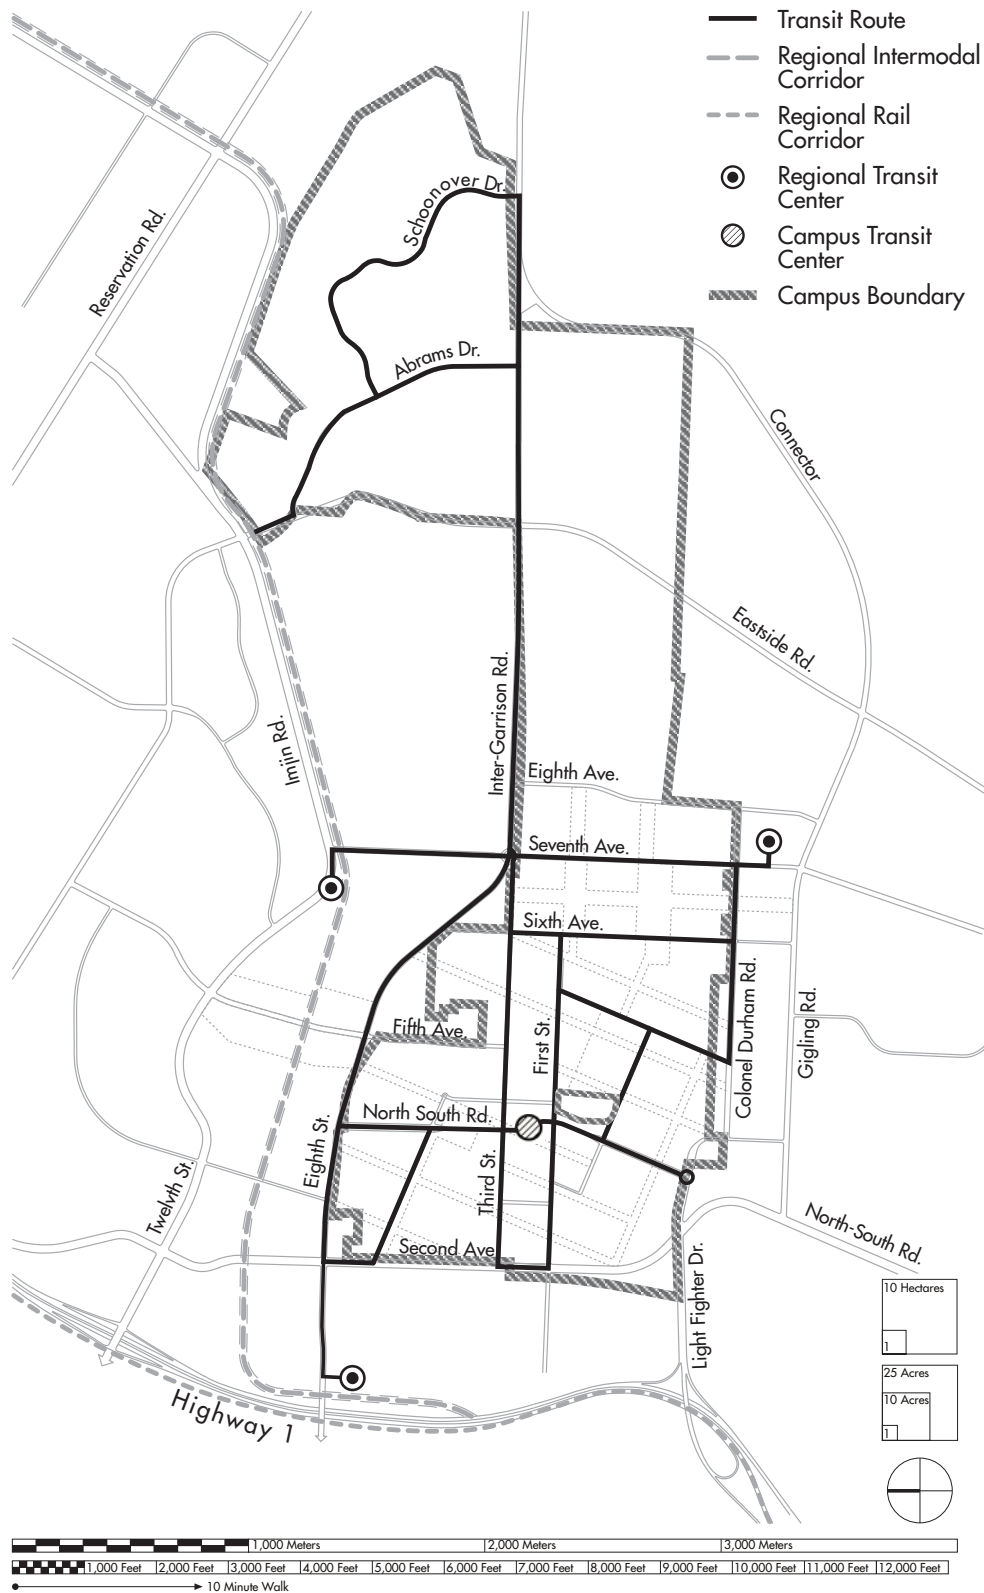 Transit Route
Regional Intermodal
Corridor
Regional Rail
Corridor
Regional Transit
Center
Campus Transit
Center
Campus Boundary
Schoonover Dr.
Reservation Rd.
Abrams Dr.
Connector
Eastside Rd.
Inter-Garrison Rd.
Imjin Rd.
Eighth Ave.
Seventh Ave.
Sixth Ave.
Fifth Ave.
First St.
Colonel Durham Rd.
Gigling Rd.
North South Rd.
Eighth St.
Third St.
Twelvth St.
Second Ave.
North-South Rd.
Light Fighter Dr.
Highway 1
10 Hectares
1
25 Acres
10 Acres
1
1,000 Meters 2,000 Meters 3,000 Meters
1,000 Feet 2,000 Feet 3,000 Feet 4,000 Feet 5,000 Feet 6,000 Feet 7,000 Feet 8,000 Feet 9,000 Feet 10,000 Feet 11,000 Feet 12,000 Feet
10 Minute Walk